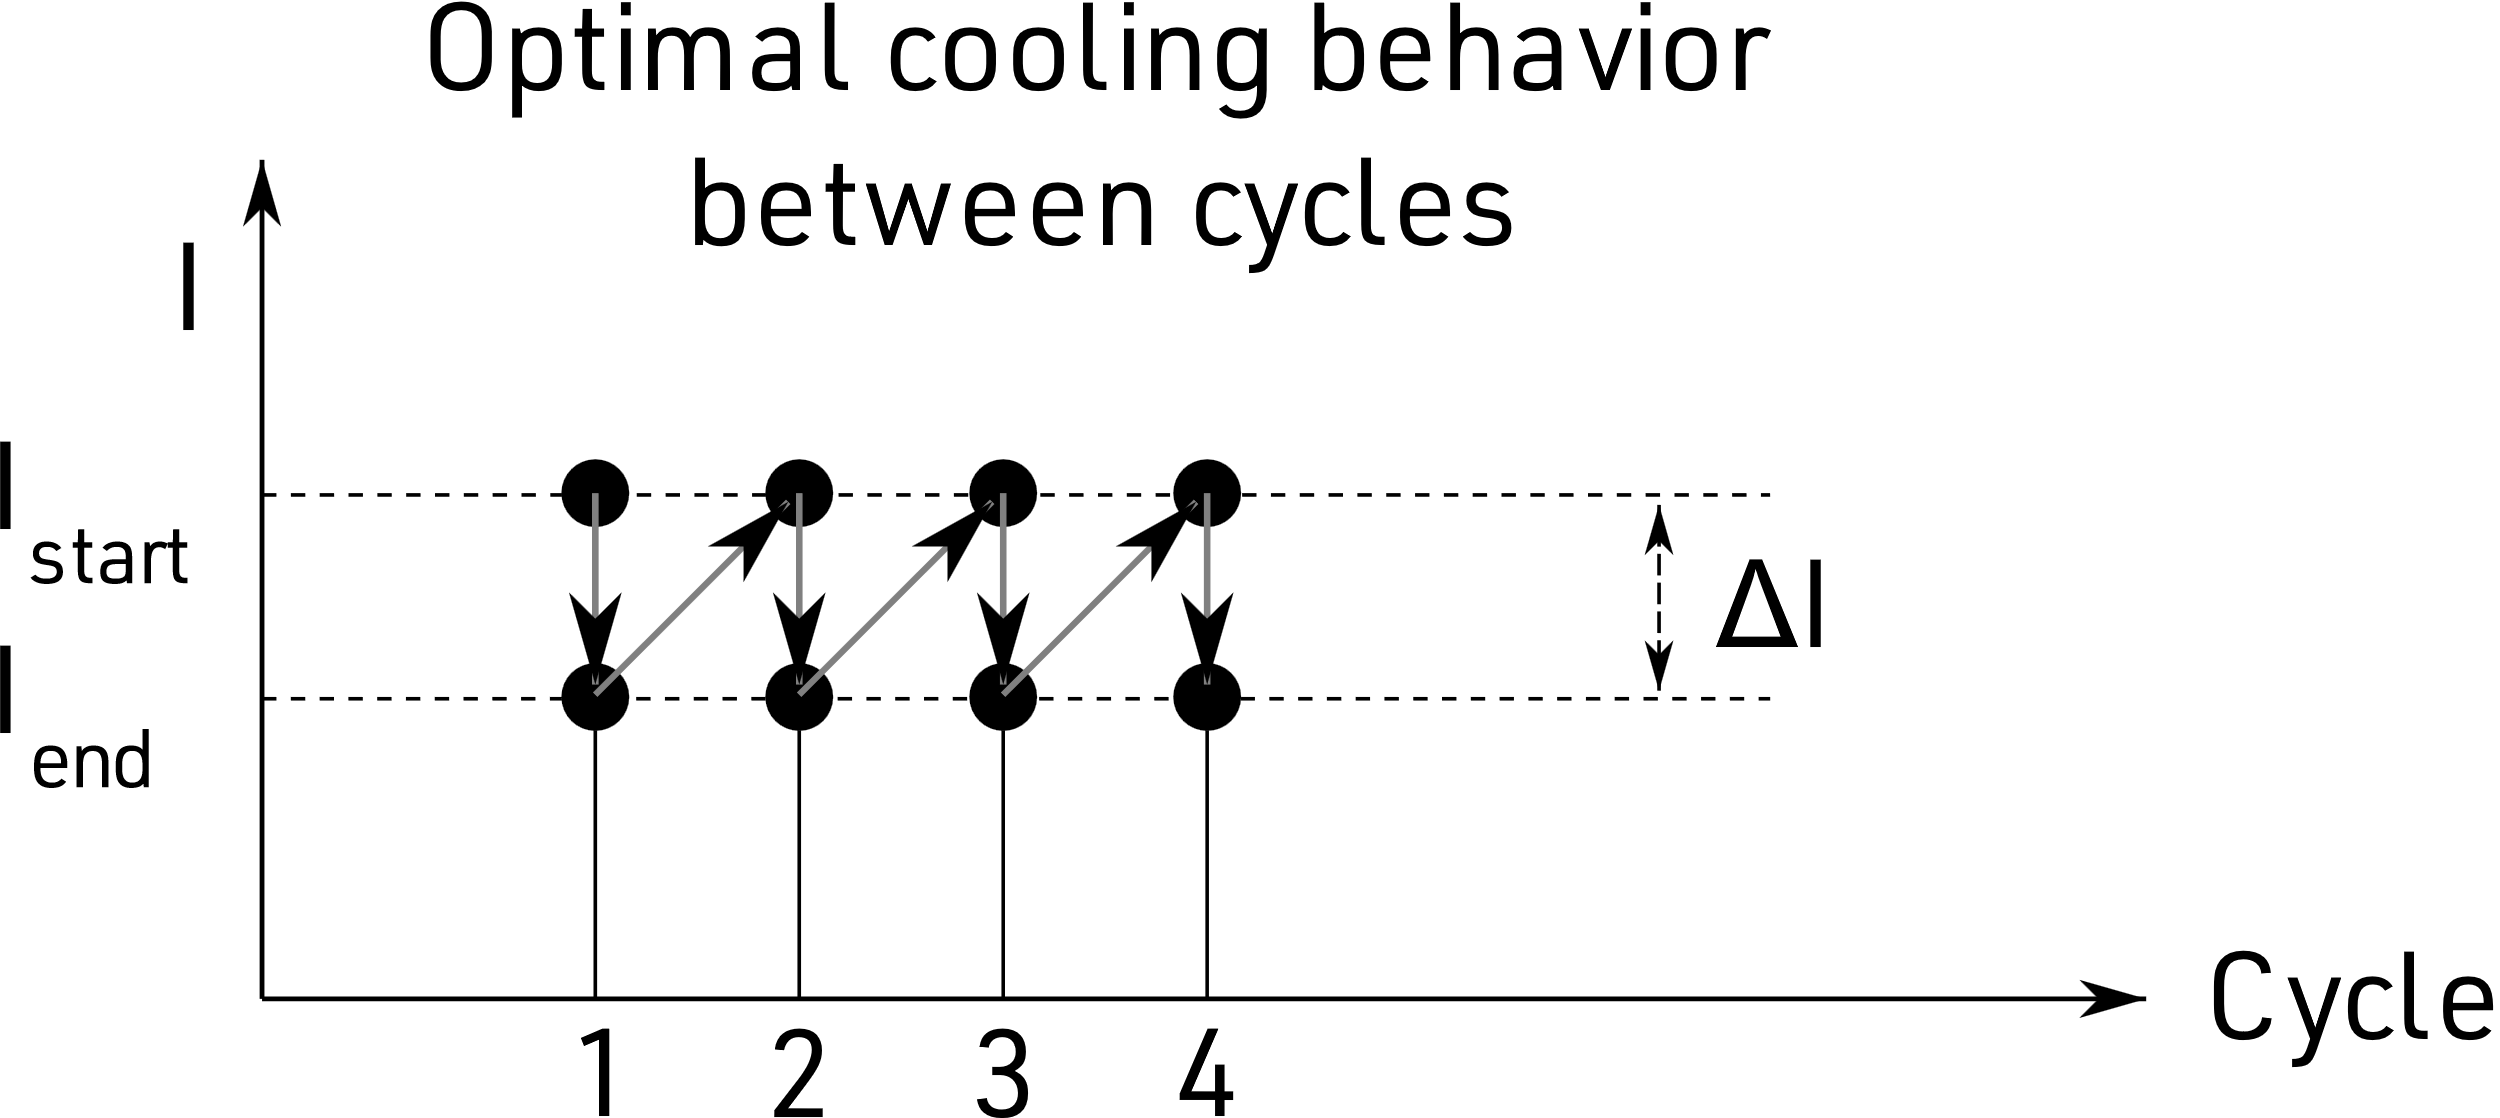 Optimal cooling behavior
between cycles
I
I start
I end
ΔI
Cycle
1 2 3 4